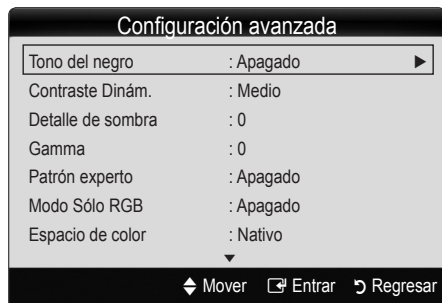 Configuración avanzada
Tono del negro : Apagado ►
Contraste Dinám. : Medio
Detalle de sombra : 0
Gamma : 0
Patrón experto : Apagado
Modo Sólo RGB : Apagado
Espacio de color : Nativo
Mover Entrar Regresar